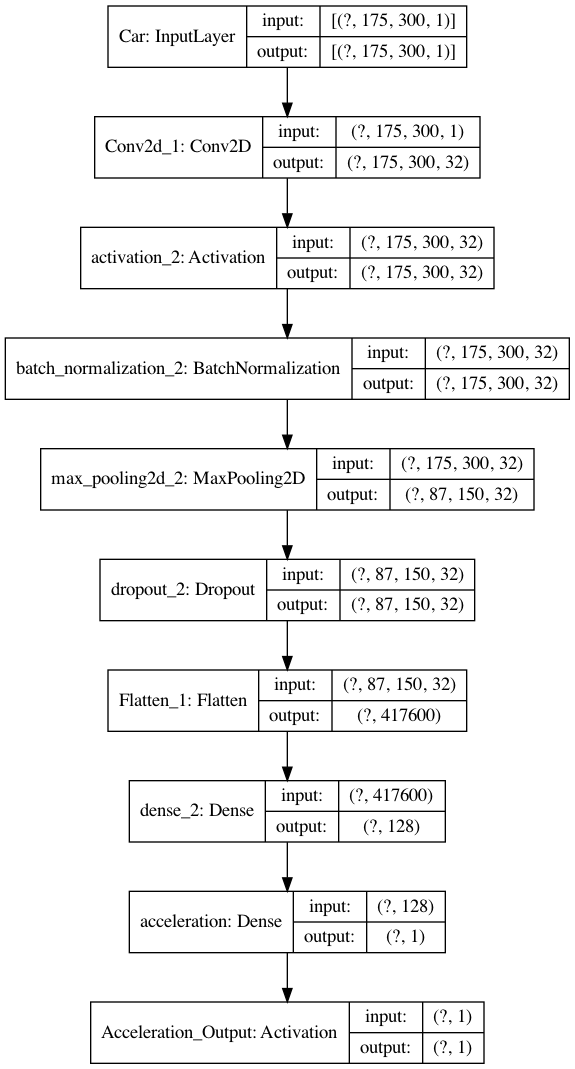 Car: InputLayer
input: [(?, 175, 300, 1)]
output: [(?, 175, 300, 1)]
Conv2d_1: Conv2D
input: (?, 175, 300, 1)
output: (?, 175, 300, 32)
activation_2: Activation
input: (?, 175, 300, 32)
output: (?, 175, 300, 32)
batch_normalization_2: BatchNormalization
input: (?, 175, 300, 32)
output: (?, 175, 300, 32)
max_pooling2d_2: MaxPooling2D
input: (?, 175, 300, 32)
output: (?, 87, 150, 32)
dropout_2: Dropout
input: (?, 87, 150, 32)
output: (?, 87, 150, 32)
Flatten_1: Flatten
input: (?, 87, 150, 32)
output: (?, 417600)
dense_2: Dense
input: (?, 417600)
output: (?, 128)
acceleration: Dense
input: (?, 128)
output: (?, 1)
Acceleration_Output: Activation
input: (?, 1)
output: (?, 1)